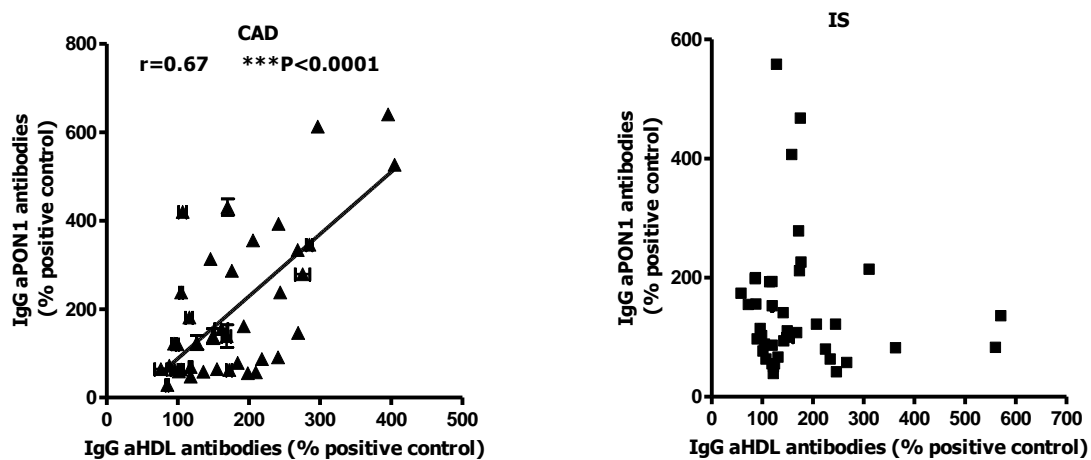 CAD
r=0.67 ***P<0.0001
IgG aPON1 antibodies
(% positive control)
800
600
400
200
0
0 100 200 300 400 500
IgG aHDL antibodies (% positive control)
IS
IgG aPON1 antibodies
(% positive control)
600
400
200
0
0 100 200 300 400 500 600 700
IgG aHDL antibodies (% positive control)